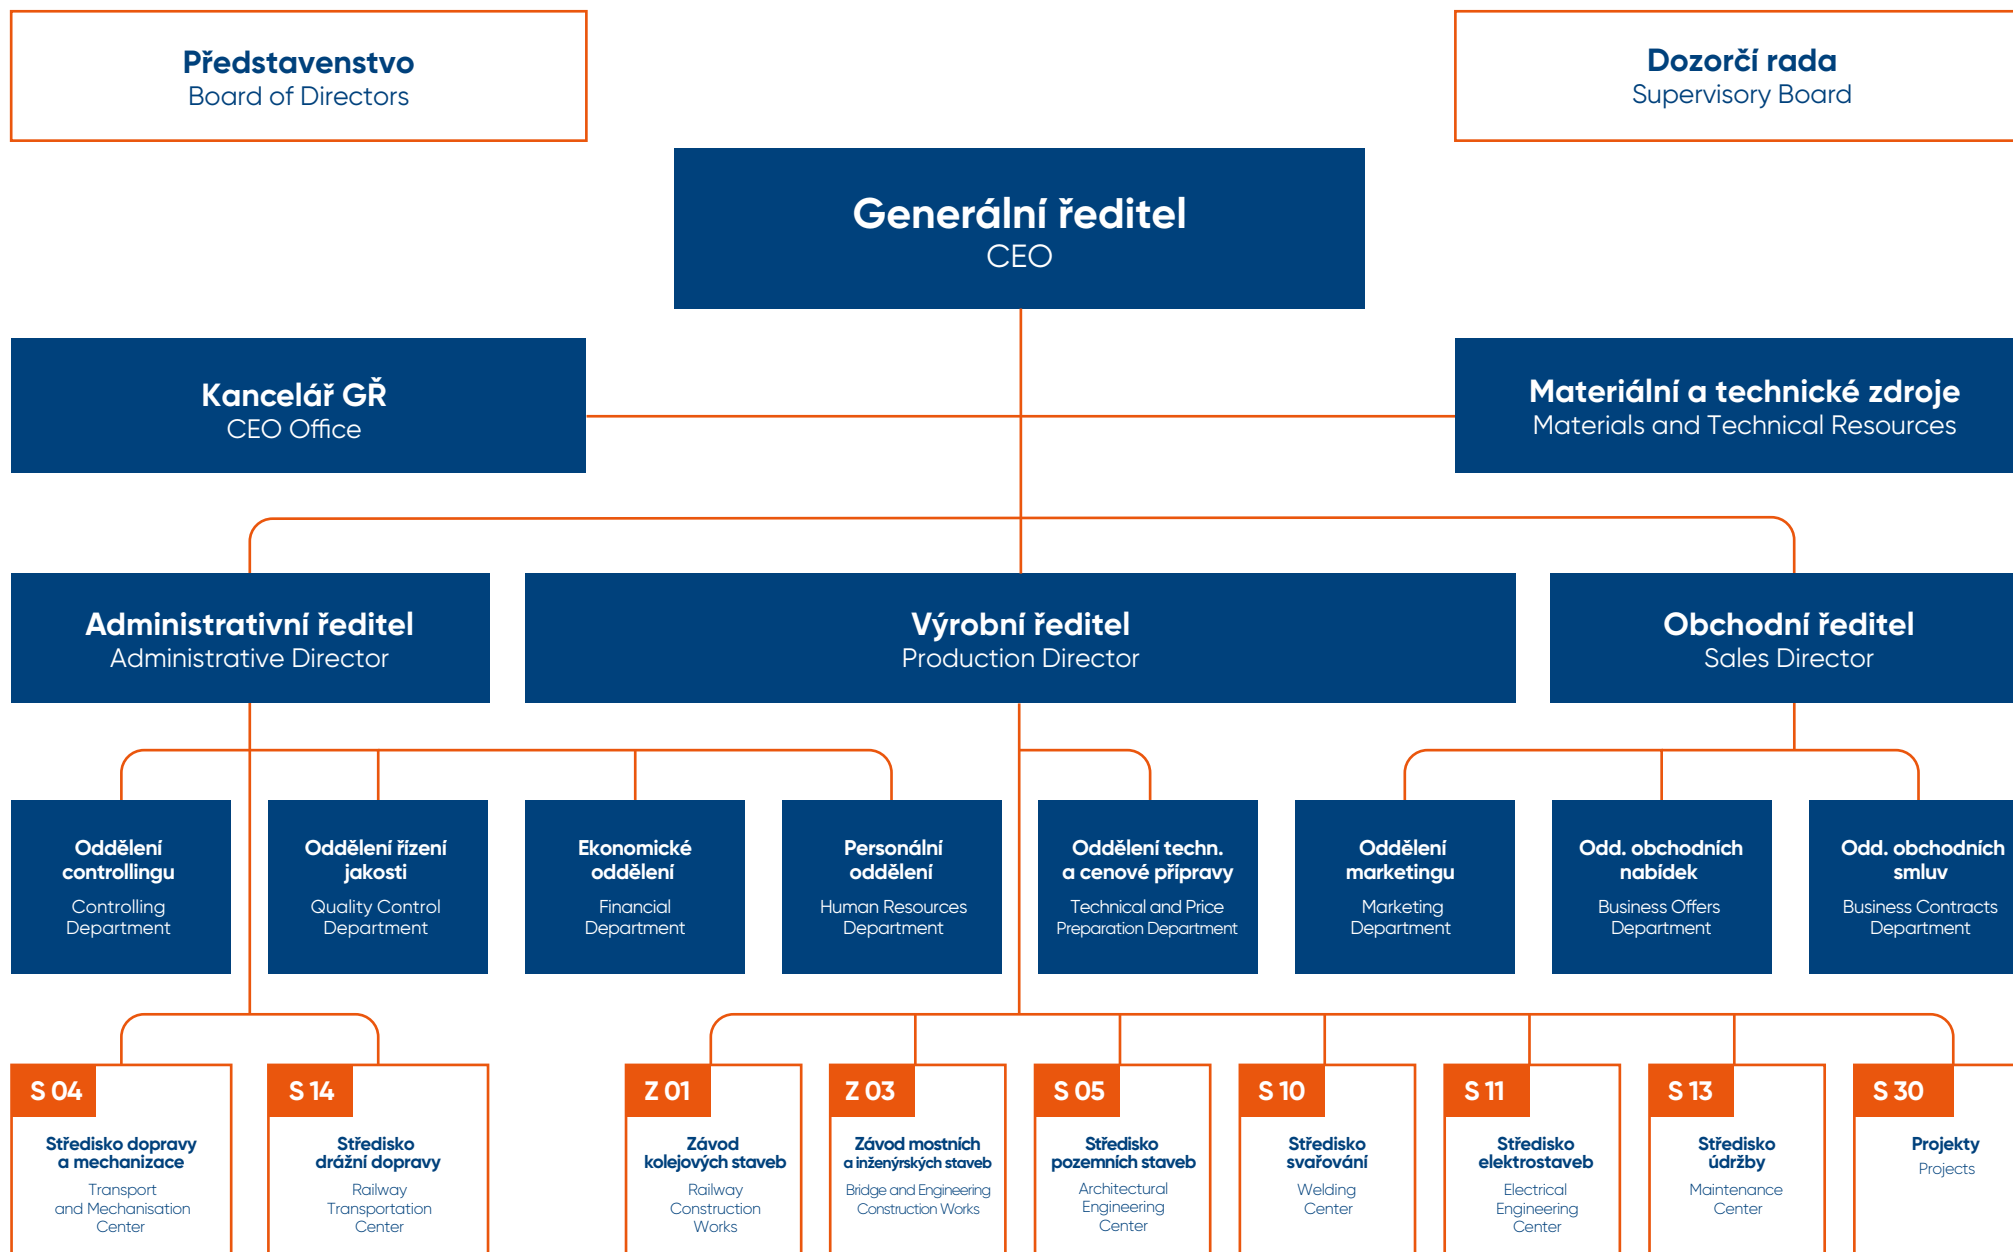 Představenstvo
Board of Directors
Dozorčí rada
Supervisory Board
Generální ředitel
CEO
Kancelář GŘ
CEO Office
Materiální a technické zdroje
Materials and Technical Resources
Administrativní ředitel
Administrative Director
Výrobní ředitel
Production Director
Obchodní ředitel
Sales Director
Oddělení
controllingu
Controlling
Department
Oddělení řízení
jakosti
Quality Control
Department
Ekonomické
oddělení
Financial
Department
Personální
oddělení
Human Resources
Department
Oddělení techn.
a cenové přípravy
Technical and Price
Preparation Department
Oddělení
marketingu
Marketing
Department
Odd. obchodních
nabídek
Business Offers
Department
Odd. obchodních
smluv
Business Contracts
Department
S 04
Středisko dopravy
a mechanizace
Transport
and Mechanisation
Center
S 14
Středisko
drážní dopravy
Railway
Transportation
Center
Z 01
Závod
kolejových staveb
Railway
Construction
Works
Z 03
Závod mostních
a inženýrských staveb
Bridge and Engineering
Construction Works
S 05
Středisko
pozemních staveb
Architectural
Engineering
Center
S 10
Středisko
svařování
Welding
Center
S 11
Středisko
elektrostaveb
Electrical
Engineering
Center
S 13
Středisko
údržby
Maintenance
Center
S 30
Projekty
Projects